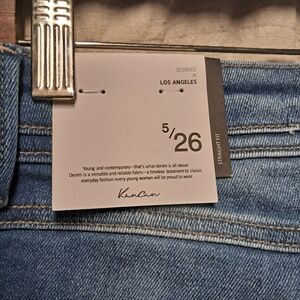 DESIGNED
IN
LOS ANGELES
5/26
STRAIGHT FIT
Young and contemporary—that's what denim is all about.
Denim is a versatile and reliable fabric—a timeless testament to classic
everyday fashion every young woman will be proud to wear.
KanCan